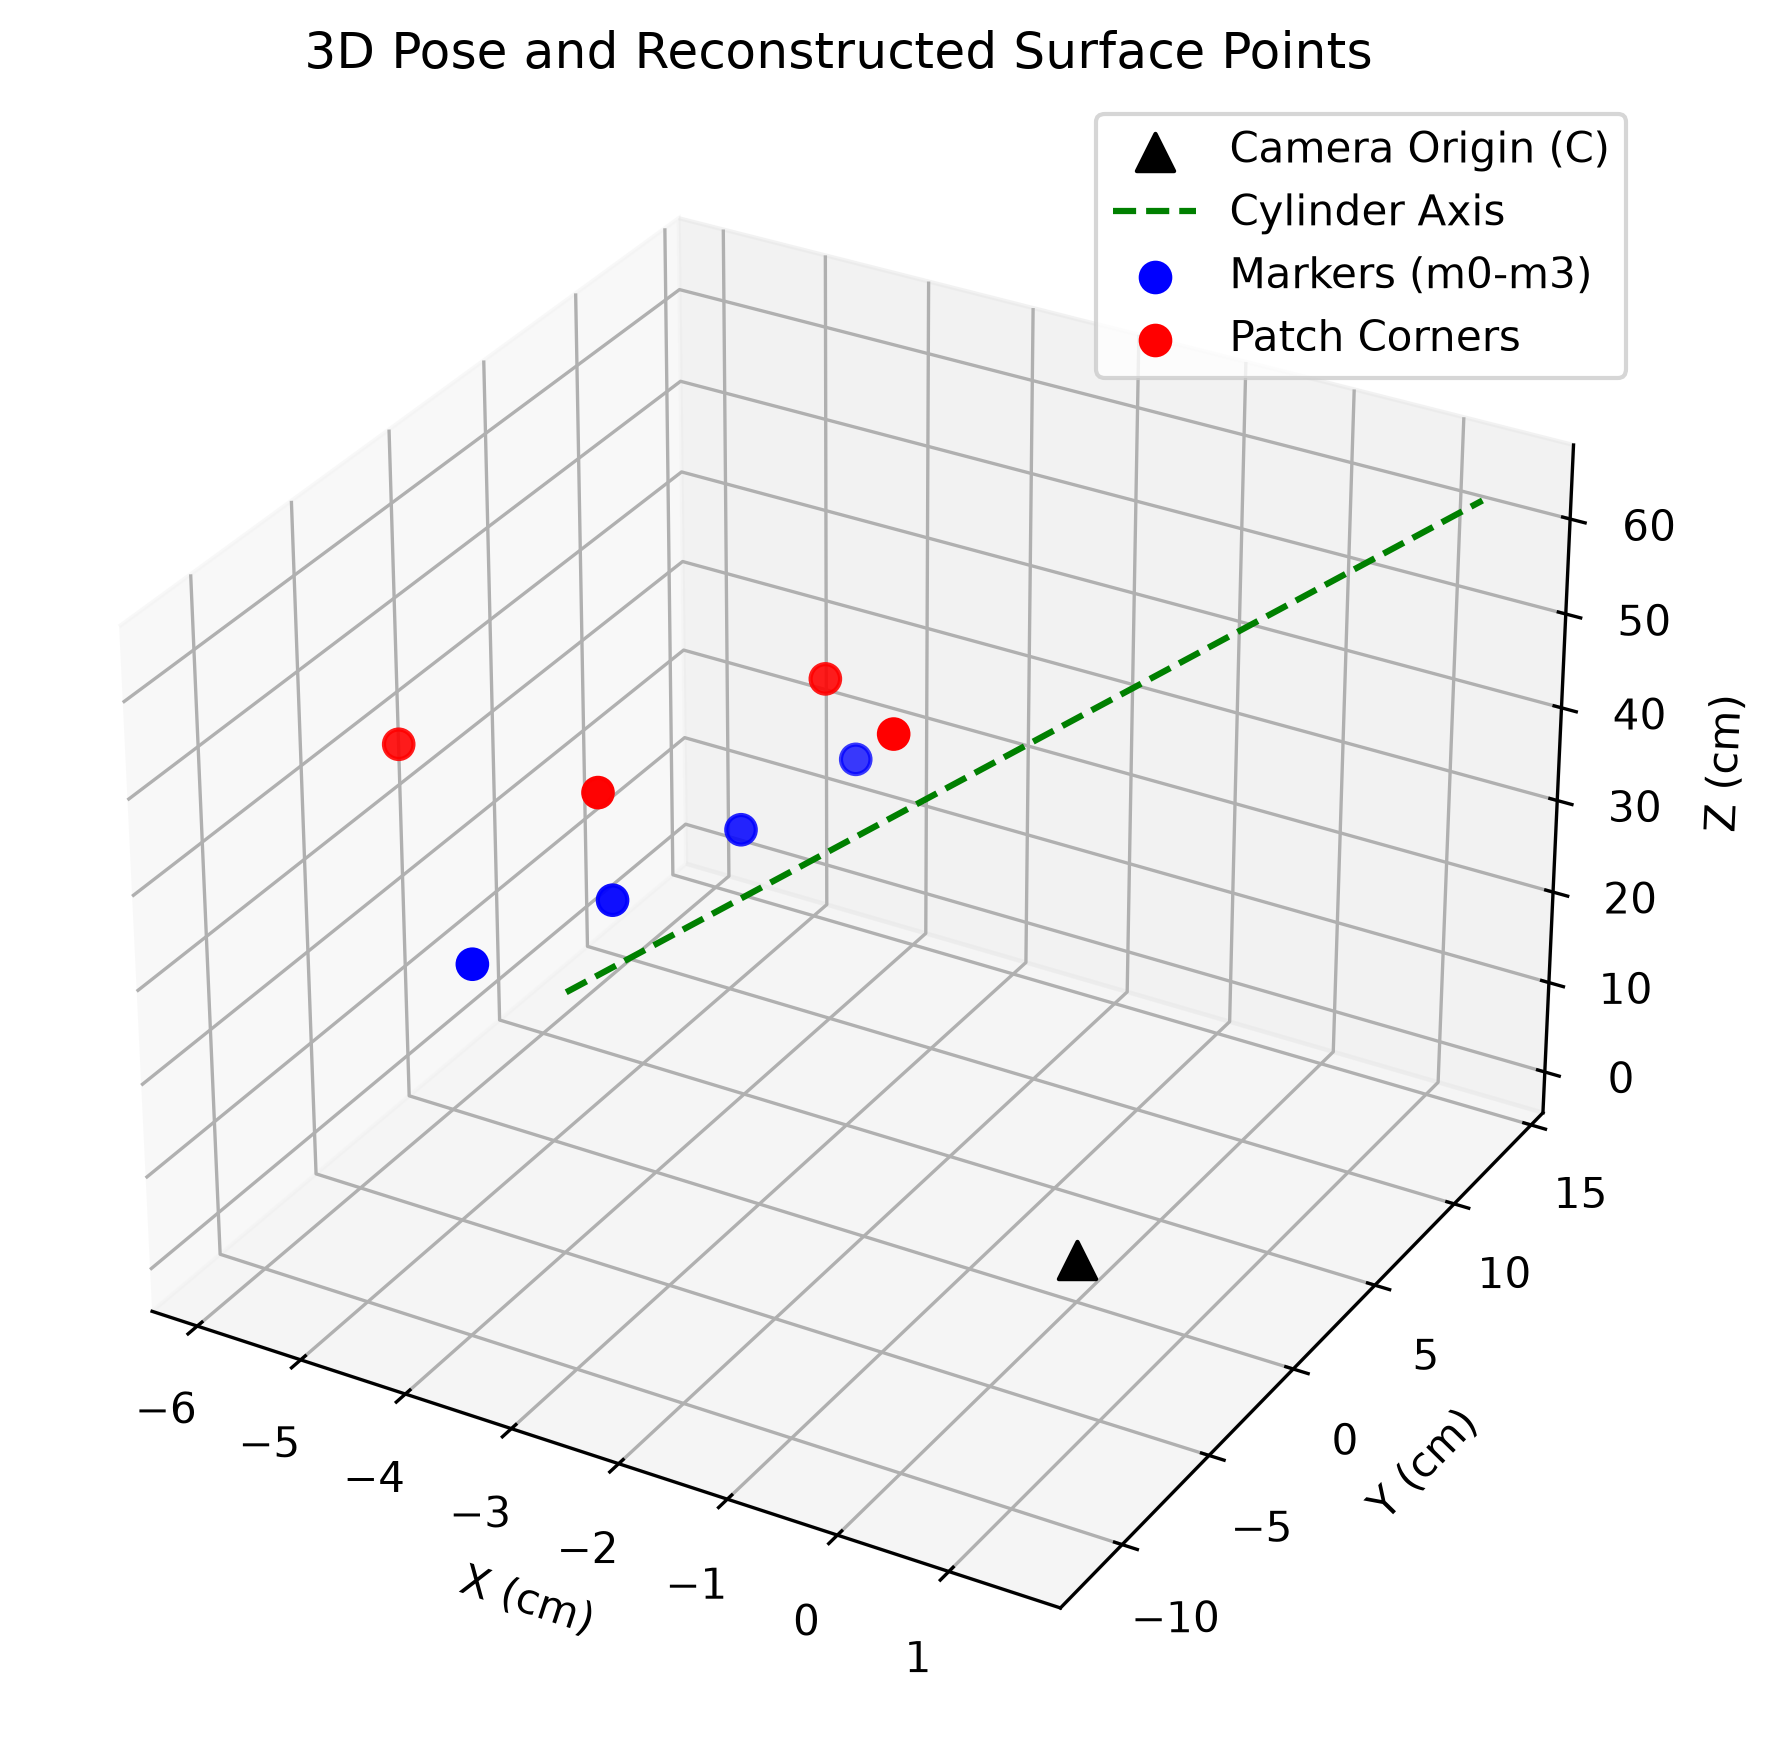 3D Pose and Reconstructed Surface Points
Camera Origin (C)
Cylinder Axis
Markers (m0-m3)
Patch Corners
60
50
40
30
20
10
0
Z (cm)
15
10
5
0
−5
−10
Y (cm)
−6
−5
−4
−3
−2
−1
0
1
X (cm)